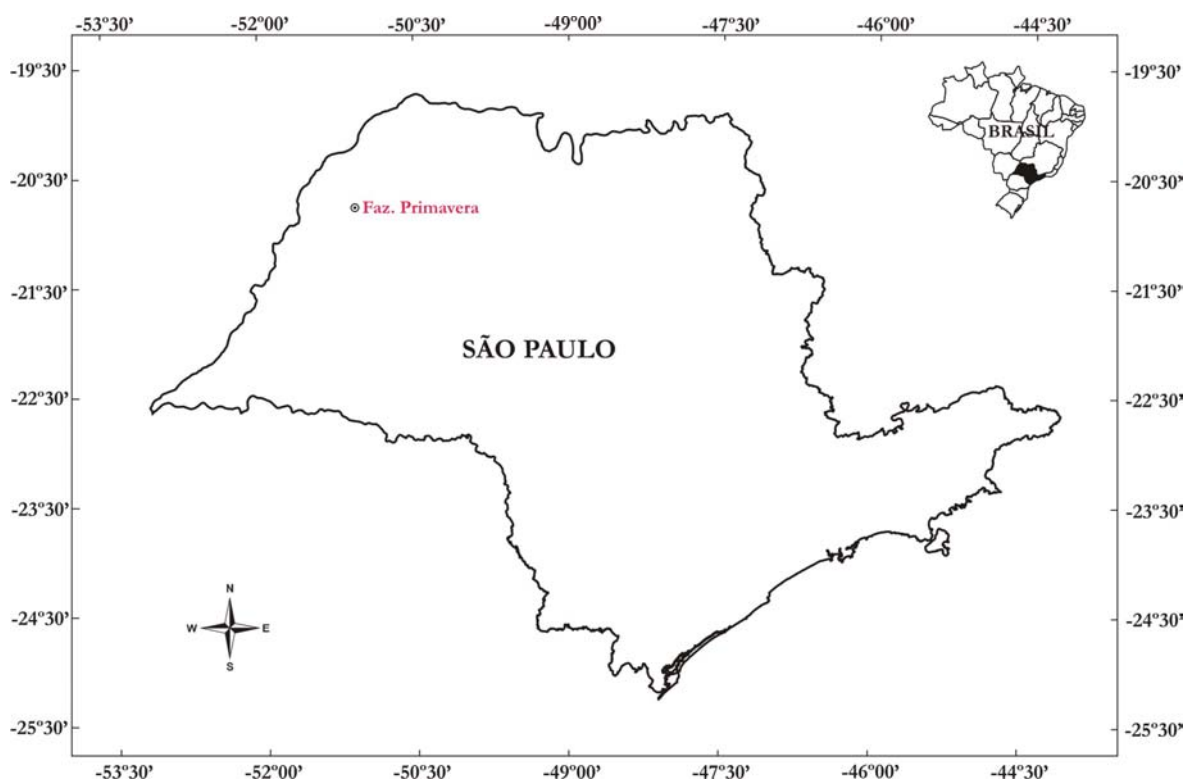 -53°30' -52°00' -50°30' -49°00' -47°30' -46°00' -44°30'
-19°30' -19°30'
BRASIL
-20°30' -20°30'
Faz. Primavera
-21°30' -21°30'
SÃO PAULO
-22°30' -22°30'
-23°30' -23°30'
N
-24°30' W E -24°30'
S
-25°30' -25°30'
-53°30' -52°00' -50°30' -49°00' -47°30' -46°00' -44°30'